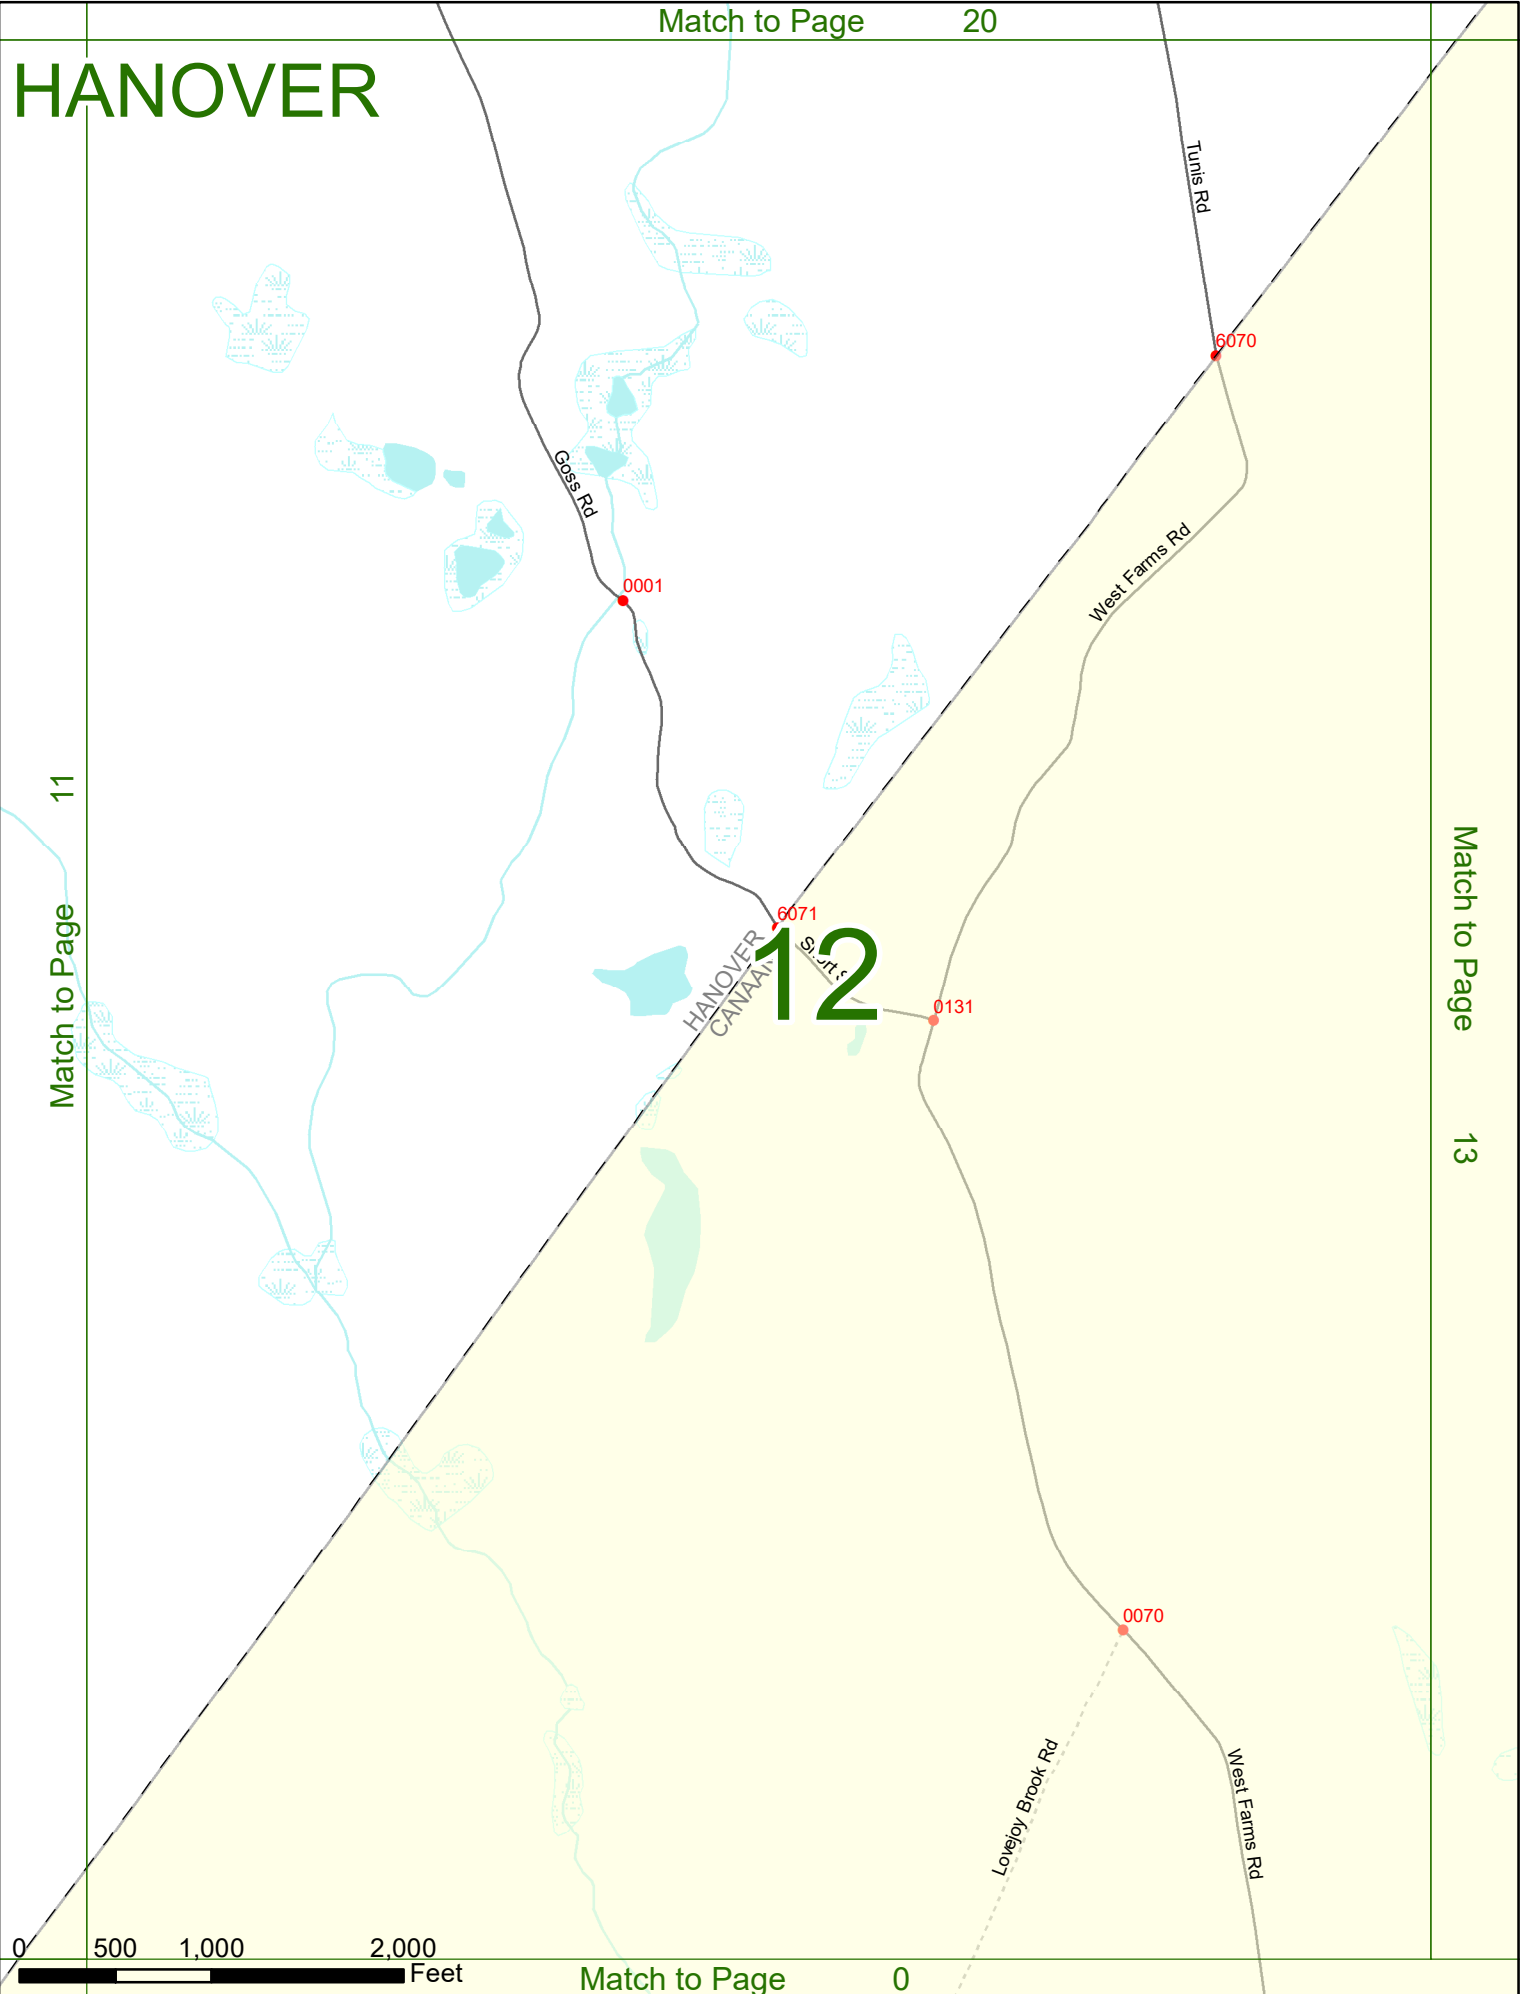 Match to Page 20
HANOVER
Tunis Rd
6070
Goss Rd
West Farms Rd
0001
11
Match to Page
Match to Page
13
6071
HANOVER
12
0131
0070
Lovejoy Brook Rd
West Farms Rd
0 500 1,000 2,000
Feet
Match to Page 0